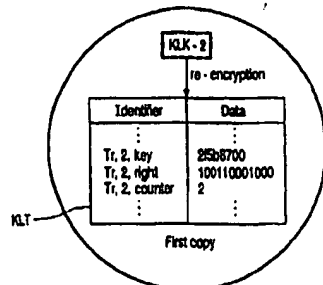 KLK - 2
re - encryption
Identifier Data
Tr, 2, key 2f5b8700
Tr, 2, right 100110001000
Tr, 2, counter 2
KLT
First copy